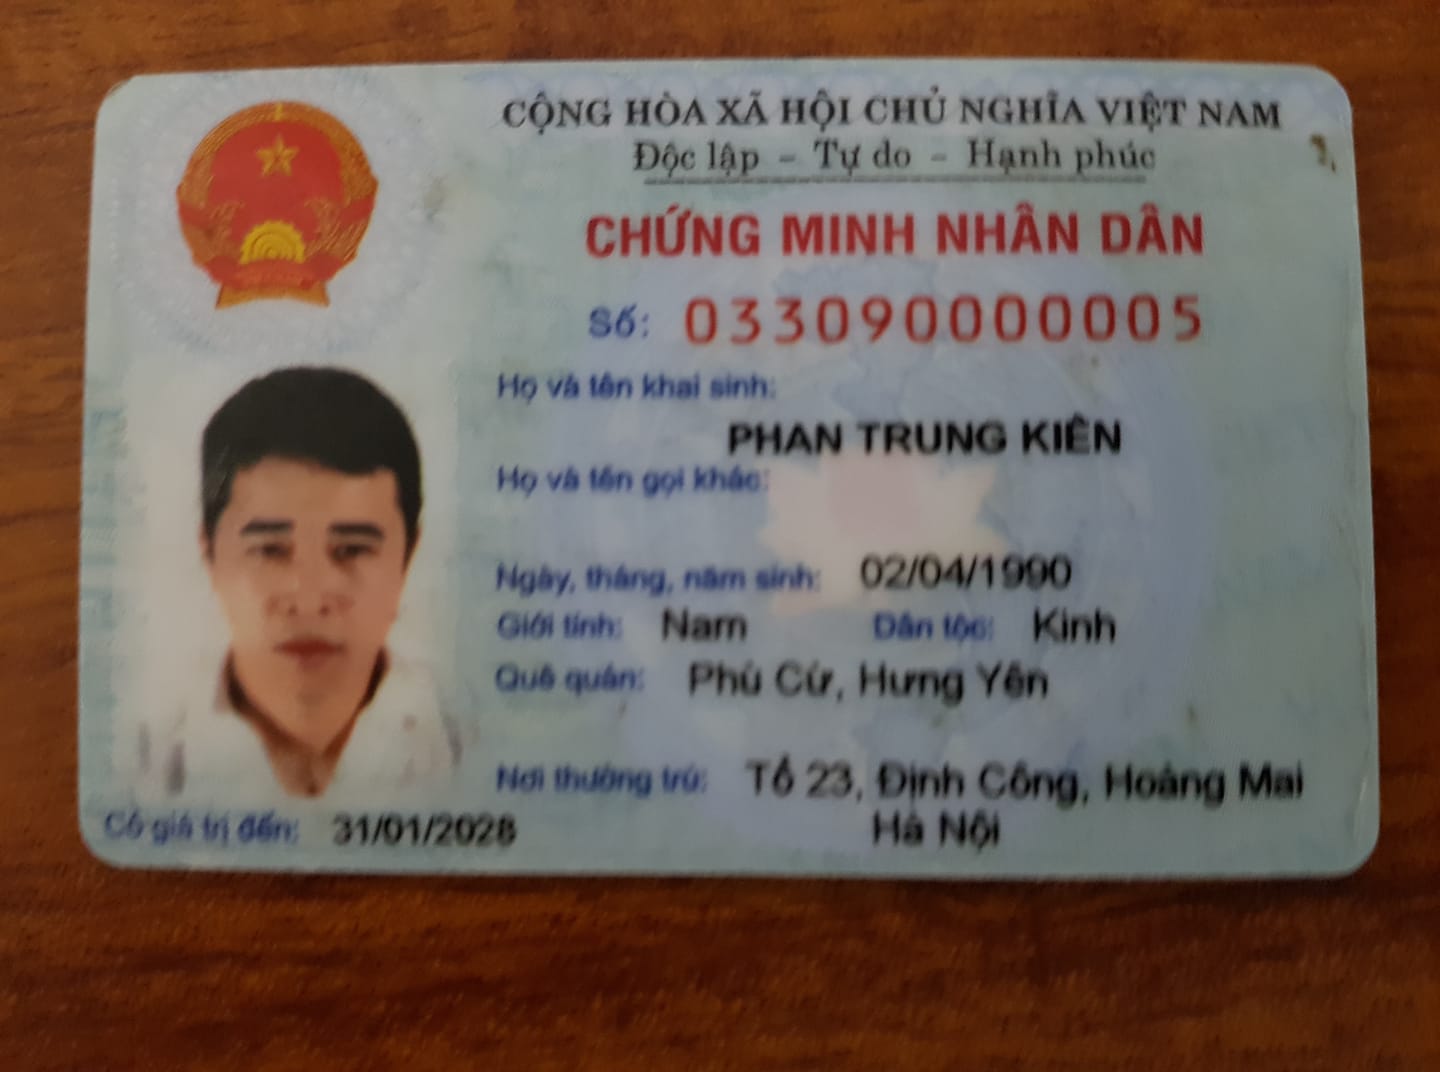 CỘNG HÒA XÃ HỘI CHỦ NGHĨA VIỆT NAM
Độc lập - Tự do - Hạnh phúc
CHỨNG MINH NHÂN DÂN
Số: 033090000005
Họ và tên khai sinh:
PHAN TRUNG KIÊN
Họ và tên gọi khác:
Ngày, tháng, năm sinh: 02/04/1990
Giới tính: Nam Dân tộc: Kinh
Quê quán: Phù Cừ, Hưng Yên
Nơi thường trú: Tổ 23, Định Công, Hoàng Mai
Hà Nội
Có giá trị đến: 31/01/2028